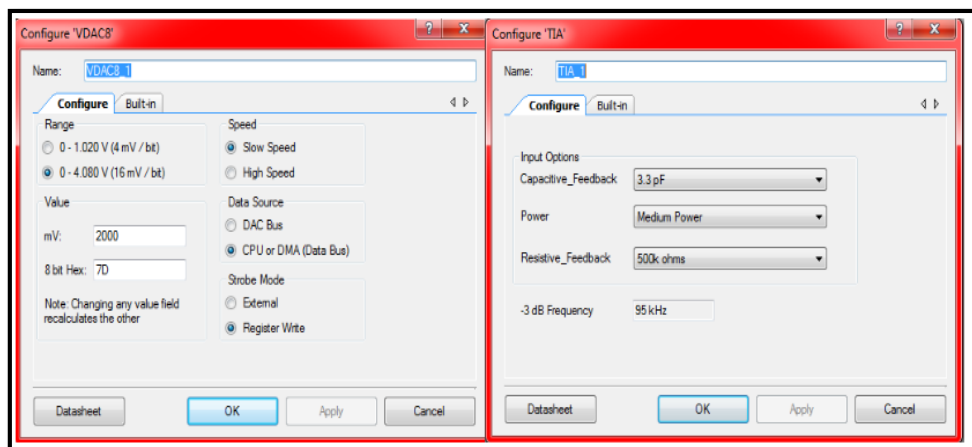 Configure 'VDAC8'
Name: VDAC8_1
Configure Built-in
Range
0 - 1.020 V (4 mV / bit)
0 - 4.080 V (16 mV / bit)
Value
mV: 2000
8 bit Hex: 7D
Note: Changing any value field
recalculates the other
Speed
Slow Speed
High Speed
Data Source
DAC Bus
CPU or DMA (Data Bus)
Strobe Mode
External
Register Write
Datasheet OK Apply Cancel
Configure 'TIA'
Name: TIA_1
Configure Built-in
Input Options
Capacitive_Feedback 3.3 pF
Power Medium Power
Resistive_Feedback 500k ohms
-3 dB Frequency 95 kHz
Datasheet OK Apply Cancel